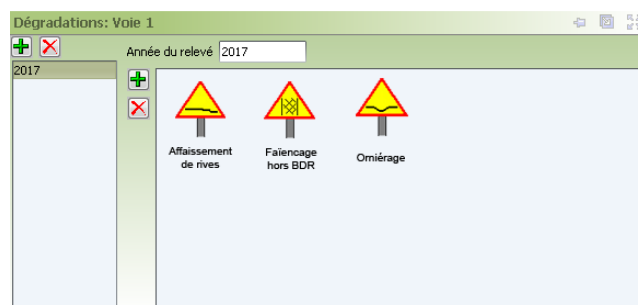 Dégradations: Voie 1
Année du relevé 2017
2017
Affaissement
de rives
Faïencage
hors BDR
Orniérage